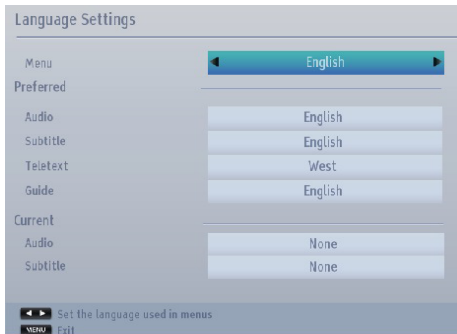 Language Settings
Menu English
Preferred
Audio English
Subtitle English
Teletext West
Guide English
Current
Audio None
Subtitle None
Set the language used in menus
MENU Exit